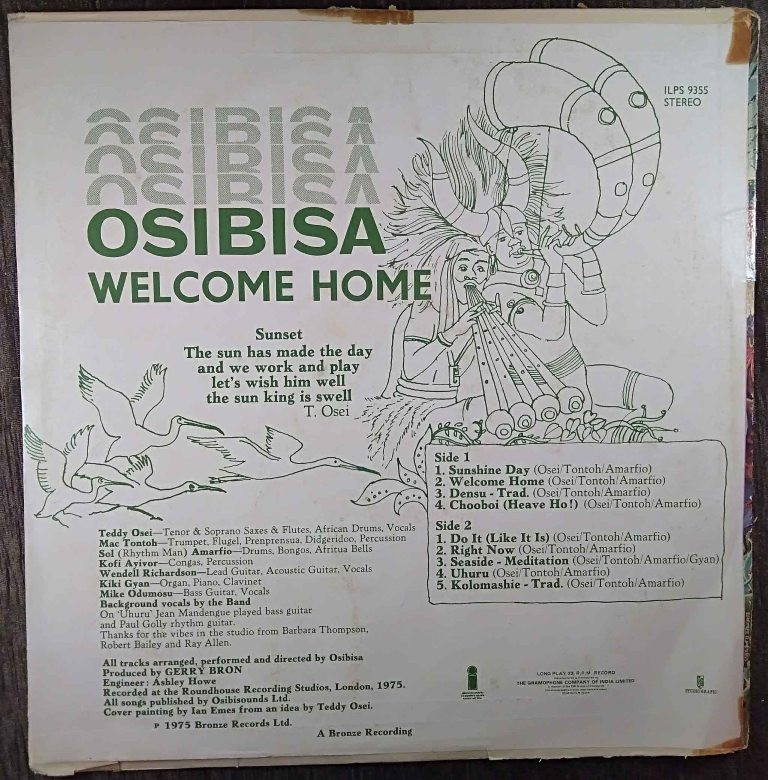 ILPS 9355
STEREO
OSIBISA
OSIBISA
OSIBISA
OSIBISA
WELCOME HOME
Sunset
The sun has made the day
and we work and play
let's wish him well
the sun king is swell
T. Osei
Side 1
1. Sunshine Day (Osei/Tontoh/Amarfio)
2. Welcome Home (Osei/Tontoh/Amarfio)
3. Densu - Trad. (Osei/Tontoh/Amarfio)
4. Chooboi (Heave Ho!) (Osei/Tontoh/Amarfio)
Side 2
1. Do It (Like It Is) (Osei/Tontoh/Amarfio)
2. Right Now (Osei/Tontoh/Amarfio)
3. Seaside - Meditation (Osei/Tontoh/Amarfio/Gyan)
4. Uhuru (Osei/Tontoh/Amarfio)
5. Kolomashie - Trad. (Osei/Tontoh/Amarfio)
Teddy Osei—Tenor & Soprano Saxes & Flutes, African Drums, Vocals
Mac Tontoh—Trumpet, Flugel, Prenprensua, Didgeridoo, Percussion
Sol (Rhythm Man) Amarfio—Drums, Bongos, Afritua Bells
Kofi Ayivor—Congas, Percussion
Wendell Richardson—Lead Guitar, Acoustic Guitar, Vocals
Kiki Gyan—Organ, Piano, Clavinet
Mike Odumosu—Bass Guitar, Vocals
Background vocals by the Band
On 'Uhuru' Jean Mandengue played bass guitar
and Paul Golly rhythm guitar.
Thanks for the vibes in the studio from Barbara Thompson,
Robert Bailey and Ray Allen.
All tracks arranged, performed and directed by Osibisa
Produced by GERRY BRON
Engineer: Ashley Howe
Recorded at the Roundhouse Recording Studios, London, 1975.
All songs published by Osibisounds Ltd.
Cover painting by Ian Emes from an idea by Teddy Osei.
P 1975 Bronze Records Ltd.
A Bronze Recording
LONG PLAY 33⅓ R.P.M. RECORD
THE GRAMOPHONE COMPANY OF INDIA LIMITED